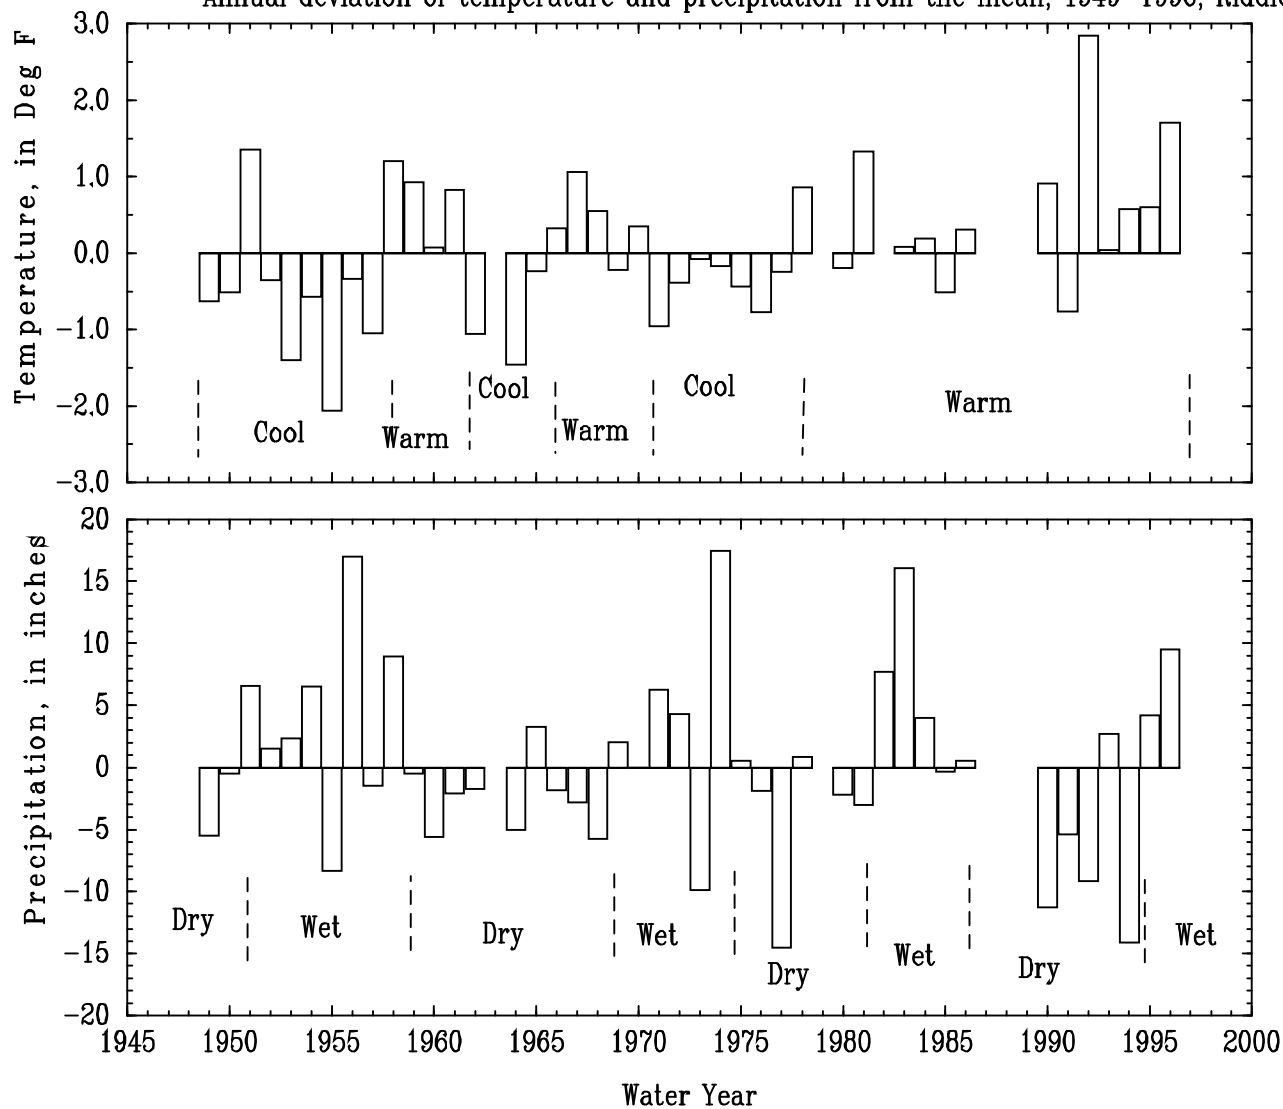 Annual deviation of temperature and precipitation from the mean, 1949-1996, Riddle
3.0
2.0
1.0
0.0
-1.0
-2.0
-3.0
Temperature, in Deg F
Cool
Warm
Cool
Warm
Cool
Warm
20
15
10
5
0
-5
-10
-15
-20
Precipitation, in inches
Dry
Wet
Dry
Wet
Dry
Wet
Dry
Wet
1945 1950 1955 1960 1965 1970 1975 1980 1985 1990 1995 2000
Water Year